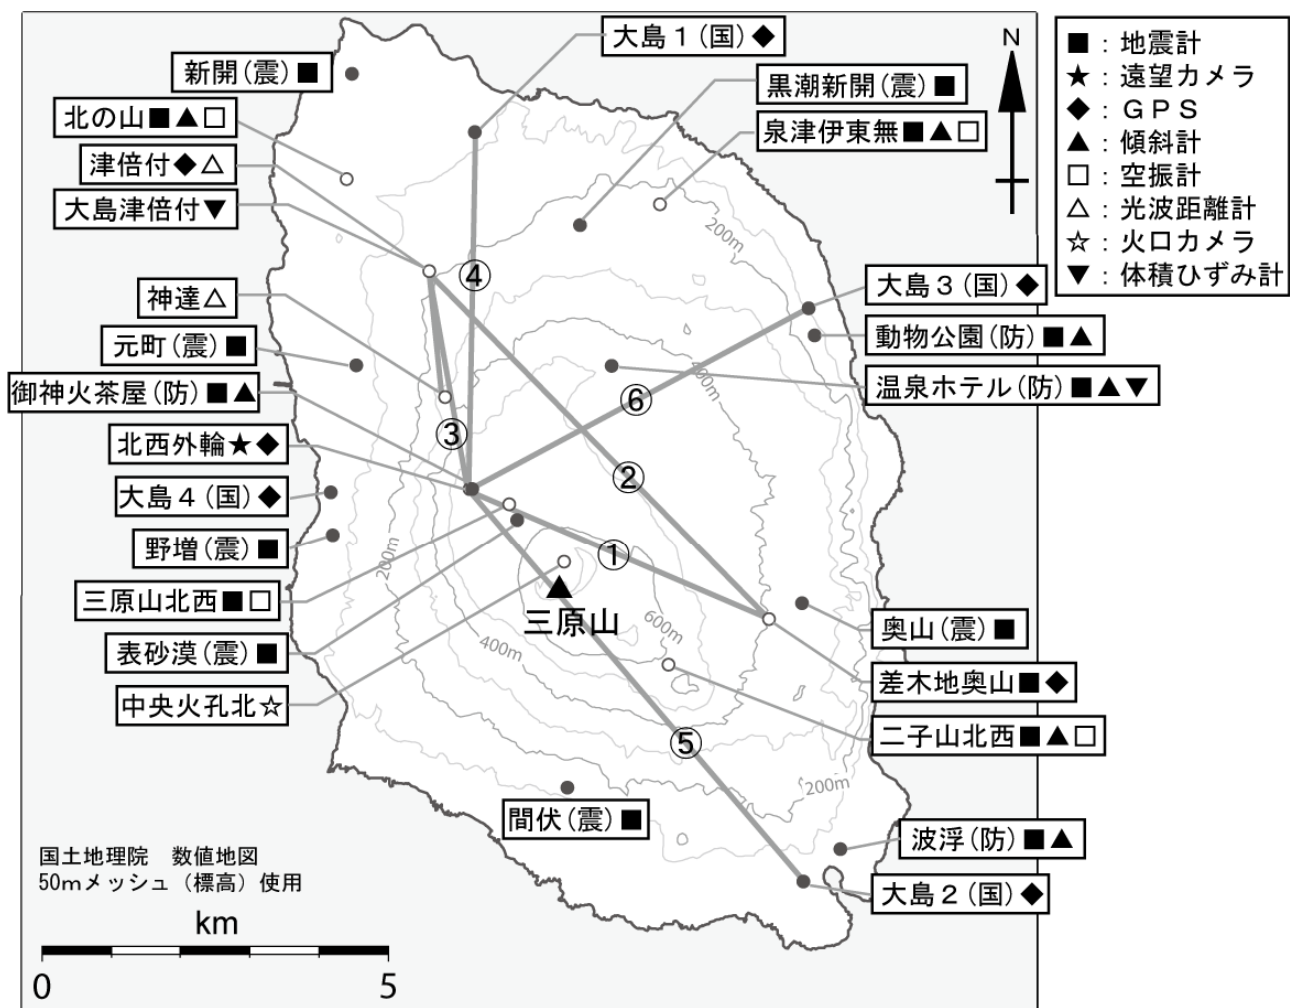 大島１(国)◆
新開(震)■
北の山■▲□
津倍付◆△
大島津倍付▼
黒潮新開(震)■
泉津伊東無■▲□
N
■：地震計
★：遠望カメラ
◆：ＧＰＳ
▲：傾斜計
□：空振計
△：光波距離計
☆：火口カメラ
▼：体積ひずみ計
神達△
元町(震)■
御神火茶屋(防)■▲
北西外輪★◆
大島４(国)◆
野増(震)■
三原山北西■□
表砂漠(震)■
中央火孔北☆
大島３(国)◆
動物公園(防)■▲
温泉ホテル(防)■▲▼
奥山(震)■
差木地奥山■◆
二子山北西■▲□
波浮(防)■▲
大島２(国)◆
間伏(震)■
④
⑥
③
②
①
⑤
200m
400m
200m
600m
400m
200m
三原山
国土地理院　数値地図
50mメッシュ（標高）使用
km
0
5